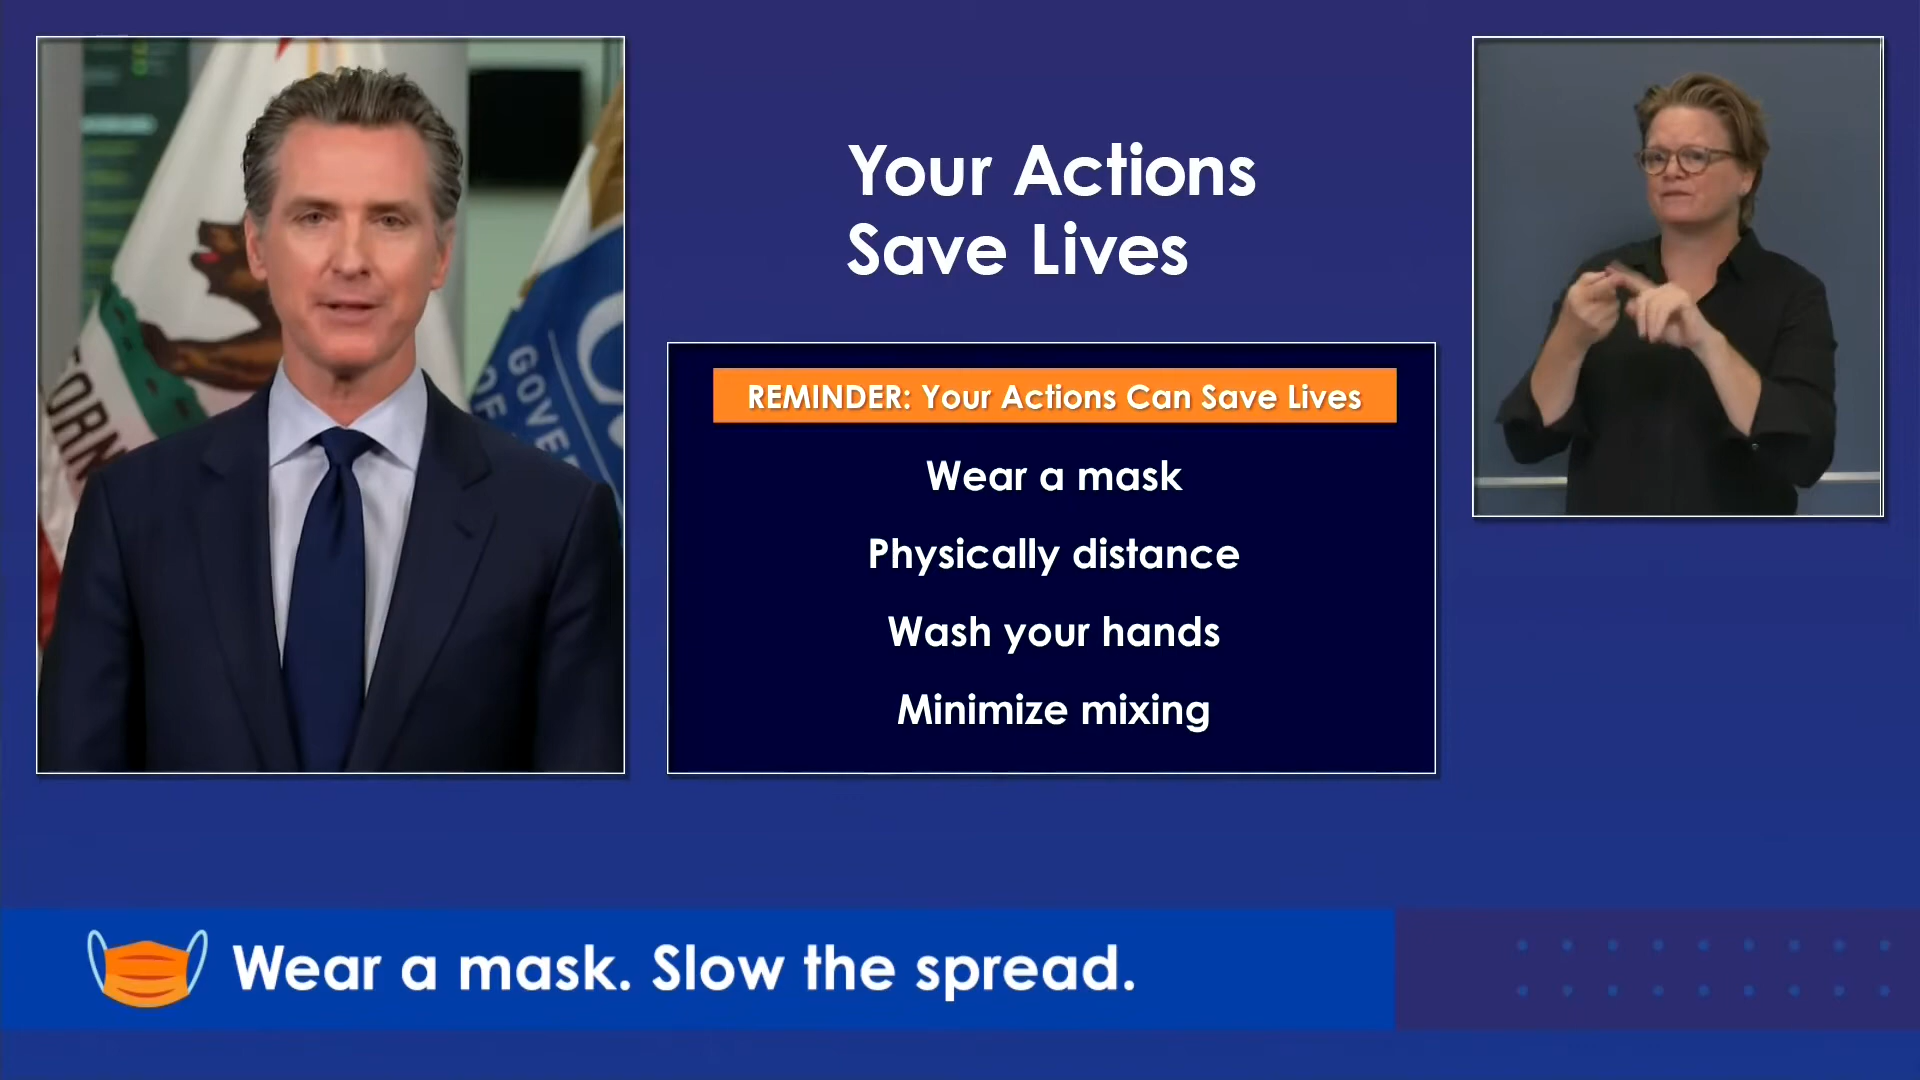 Your Actions
Save Lives
REMINDER: Your Actions Can Save Lives
Wear a mask
Physically distance
Wash your hands
Minimize mixing
Wear a mask. Slow the spread.